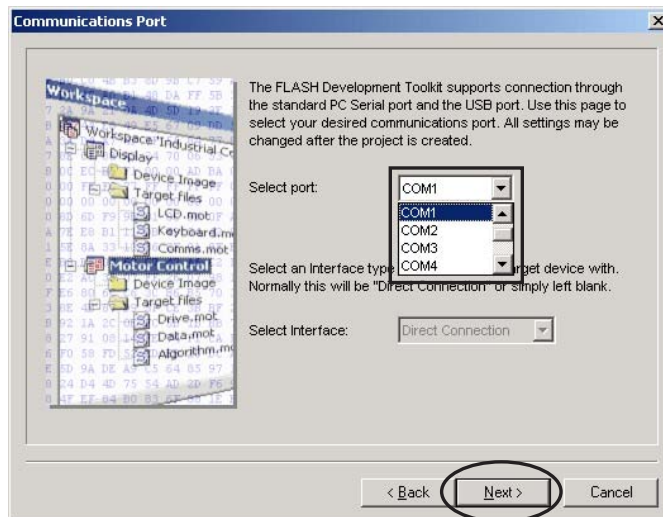 Communications Port
Workspace
Workspace 'Industrial.Co
Display
Device Image
Target files
LCD.mot
Keyboard.m
Comms.mot
Motor Control
Device Image
Target files
Drive.mot
Data.mot
Algorithm.mo
The FLASH Development Toolkit supports connection through
the standard PC Serial port and the USB port. Use this page to
select your desired communications port. All settings may be
changed after the project is created.
Select port:
COM1
COM1
COM2
COM3
COM4
Select an Interface type rget device with.
Normally this will be "Direct Connection" or simply left blank.
Select Interface:
Direct Connection
< Back
Next >
Cancel